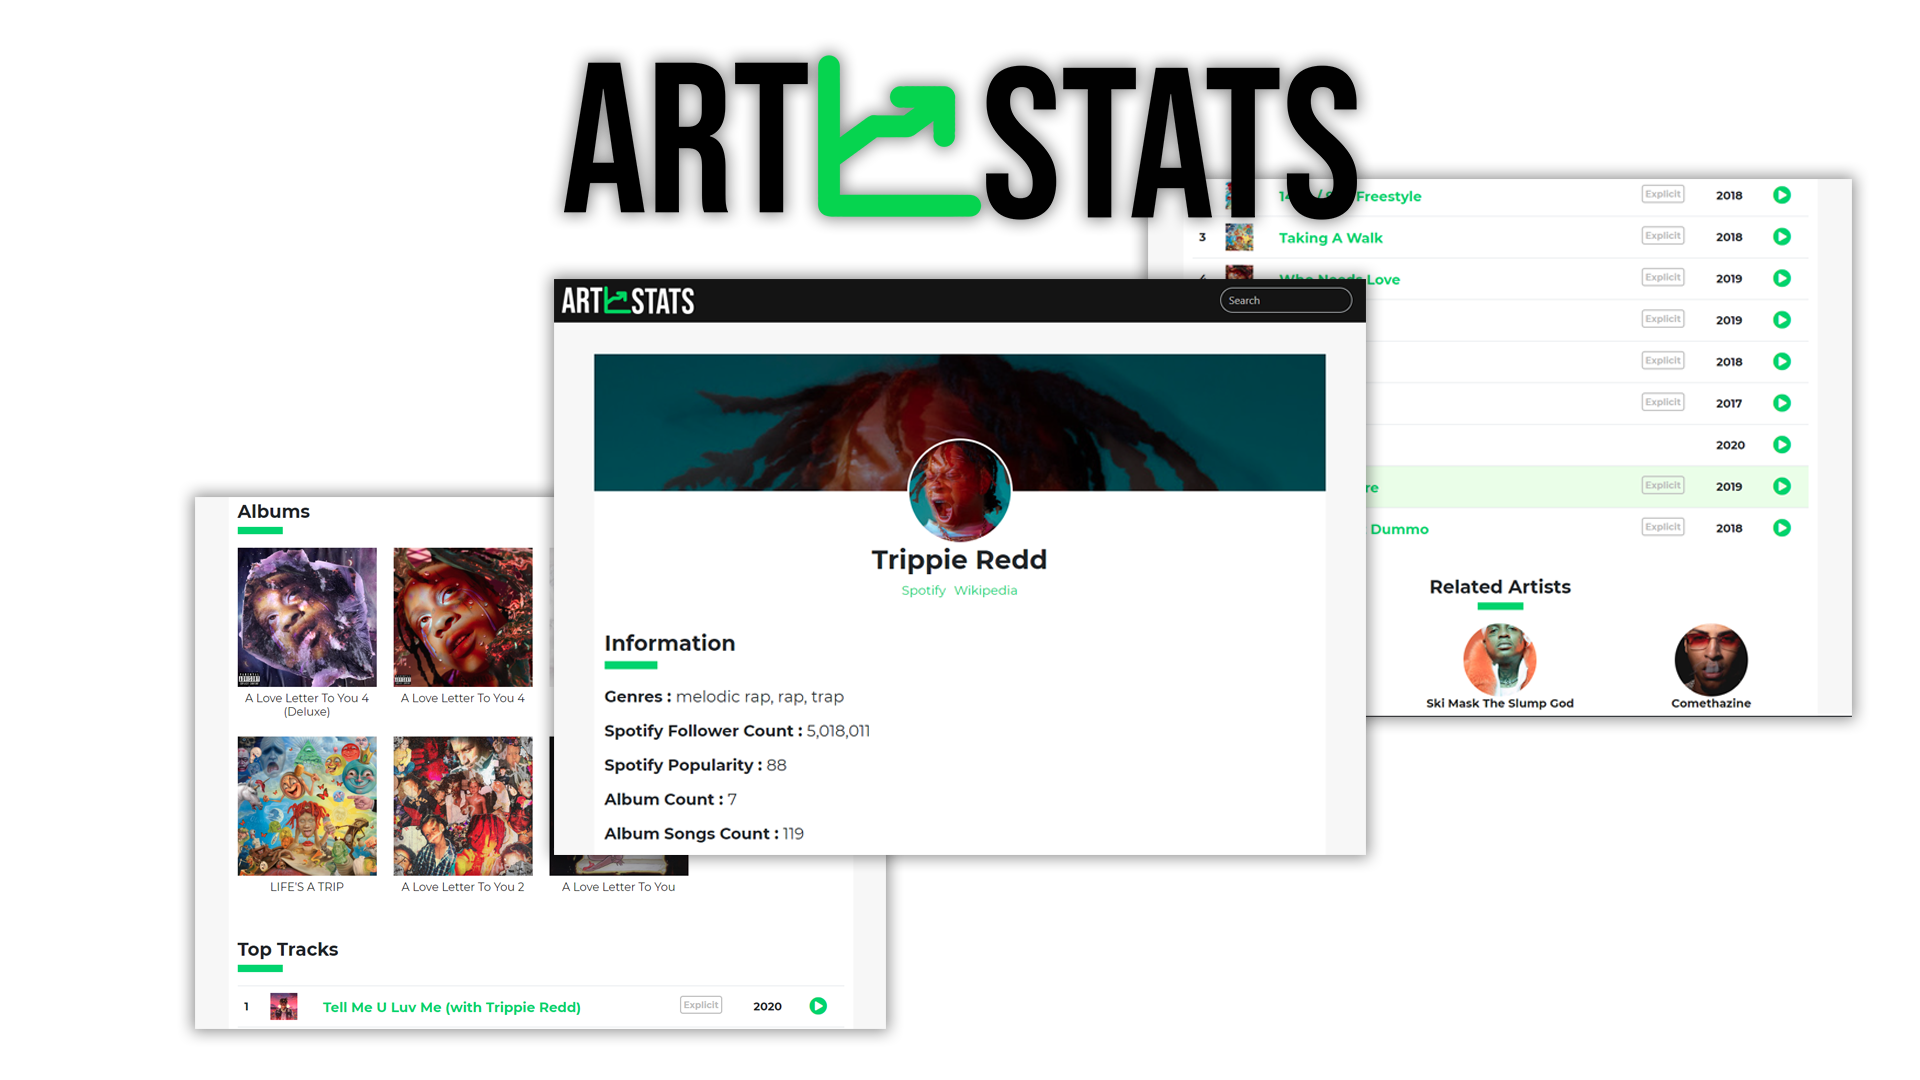 ART STATS
14 / Freestyle Explicit 2018
3 Taking A Walk Explicit 2018
4 Who Needs Love Explicit 2019
Explicit 2019
Explicit 2018
Explicit 2017
2020
re Explicit 2019
Dummo Explicit 2018
Related Artists
Ski Mask The Slump God
Comethazine
ART STATS
Search
Trippie Redd
Spotify Wikipedia
Information
Genres : melodic rap, rap, trap
Spotify Follower Count : 5,018,011
Spotify Popularity : 88
Album Count : 7
Album Songs Count : 119
Albums
A Love Letter To You 4
(Deluxe)
A Love Letter To You 4
LIFE'S A TRIP
A Love Letter To You 2
A Love Letter To You
Top Tracks
1 Tell Me U Luv Me (with Trippie Redd) Explicit 2020